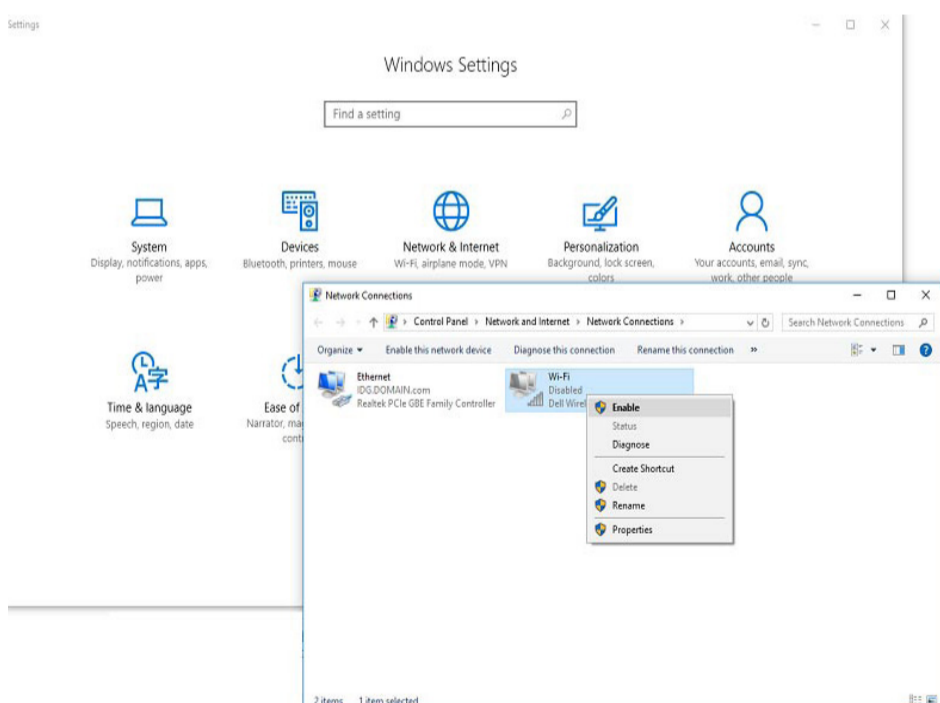 Settings
Windows Settings
Find a setting
System
Display, notifications, apps,
power
Devices
Bluetooth, printers, mouse
Network & Internet
Wi-Fi, airplane mode, VPN
Personalization
Background, lock screen,
colors
Accounts
Your accounts, email, sync,
work, other people
Time & language
Speech, region, date
Ease of
Narrator,
Network Connections
Control Panel > Network and Internet > Network Connections >
Search Network Connections
Organize Enable this network device Diagnose this connection Rename this connection »
Ethernet
IDG.DOMAIN.com
Realtek PCIe GBE Family Controller
Wi-Fi
Disabled
Dell
Enable
Status
Diagnose
Create Shortcut
Delete
Rename
Properties
2 items 1 item selected